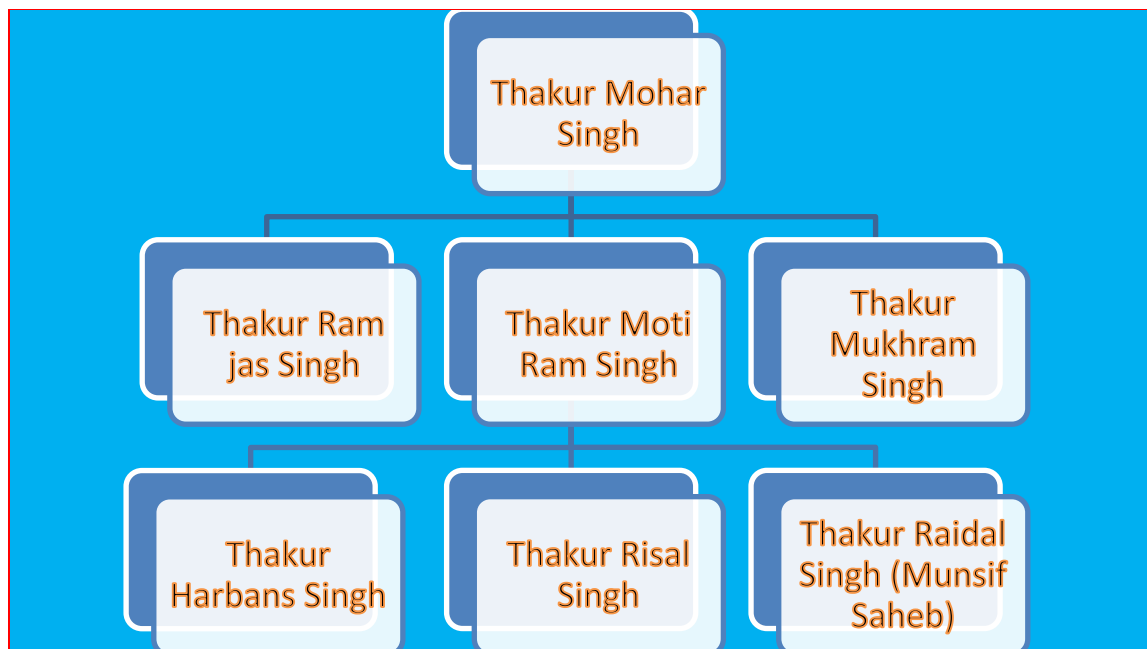 Thakur Mohar
Singh
Thakur Ram
jas Singh
Thakur Moti
Ram Singh
Thakur
Mukhram
Singh
Thakur
Harbans Singh
Thakur Risal
Singh
Thakur Raidal
Singh (Munsif
Saheb)